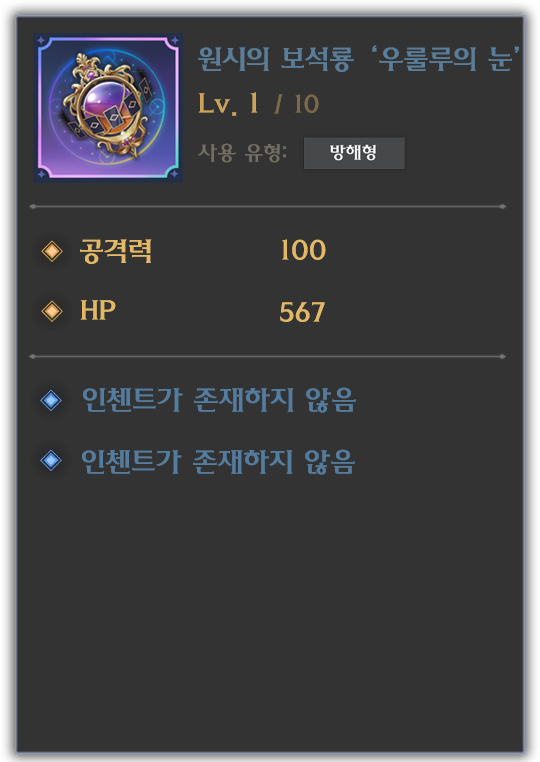 원시의 보석룡 ‘우룰루의 눈’
Lv. 1 / 10
사용 유형: 방해형
공격력 100
HP 567
인첸트가 존재하지 않음
인첸트가 존재하지 않음